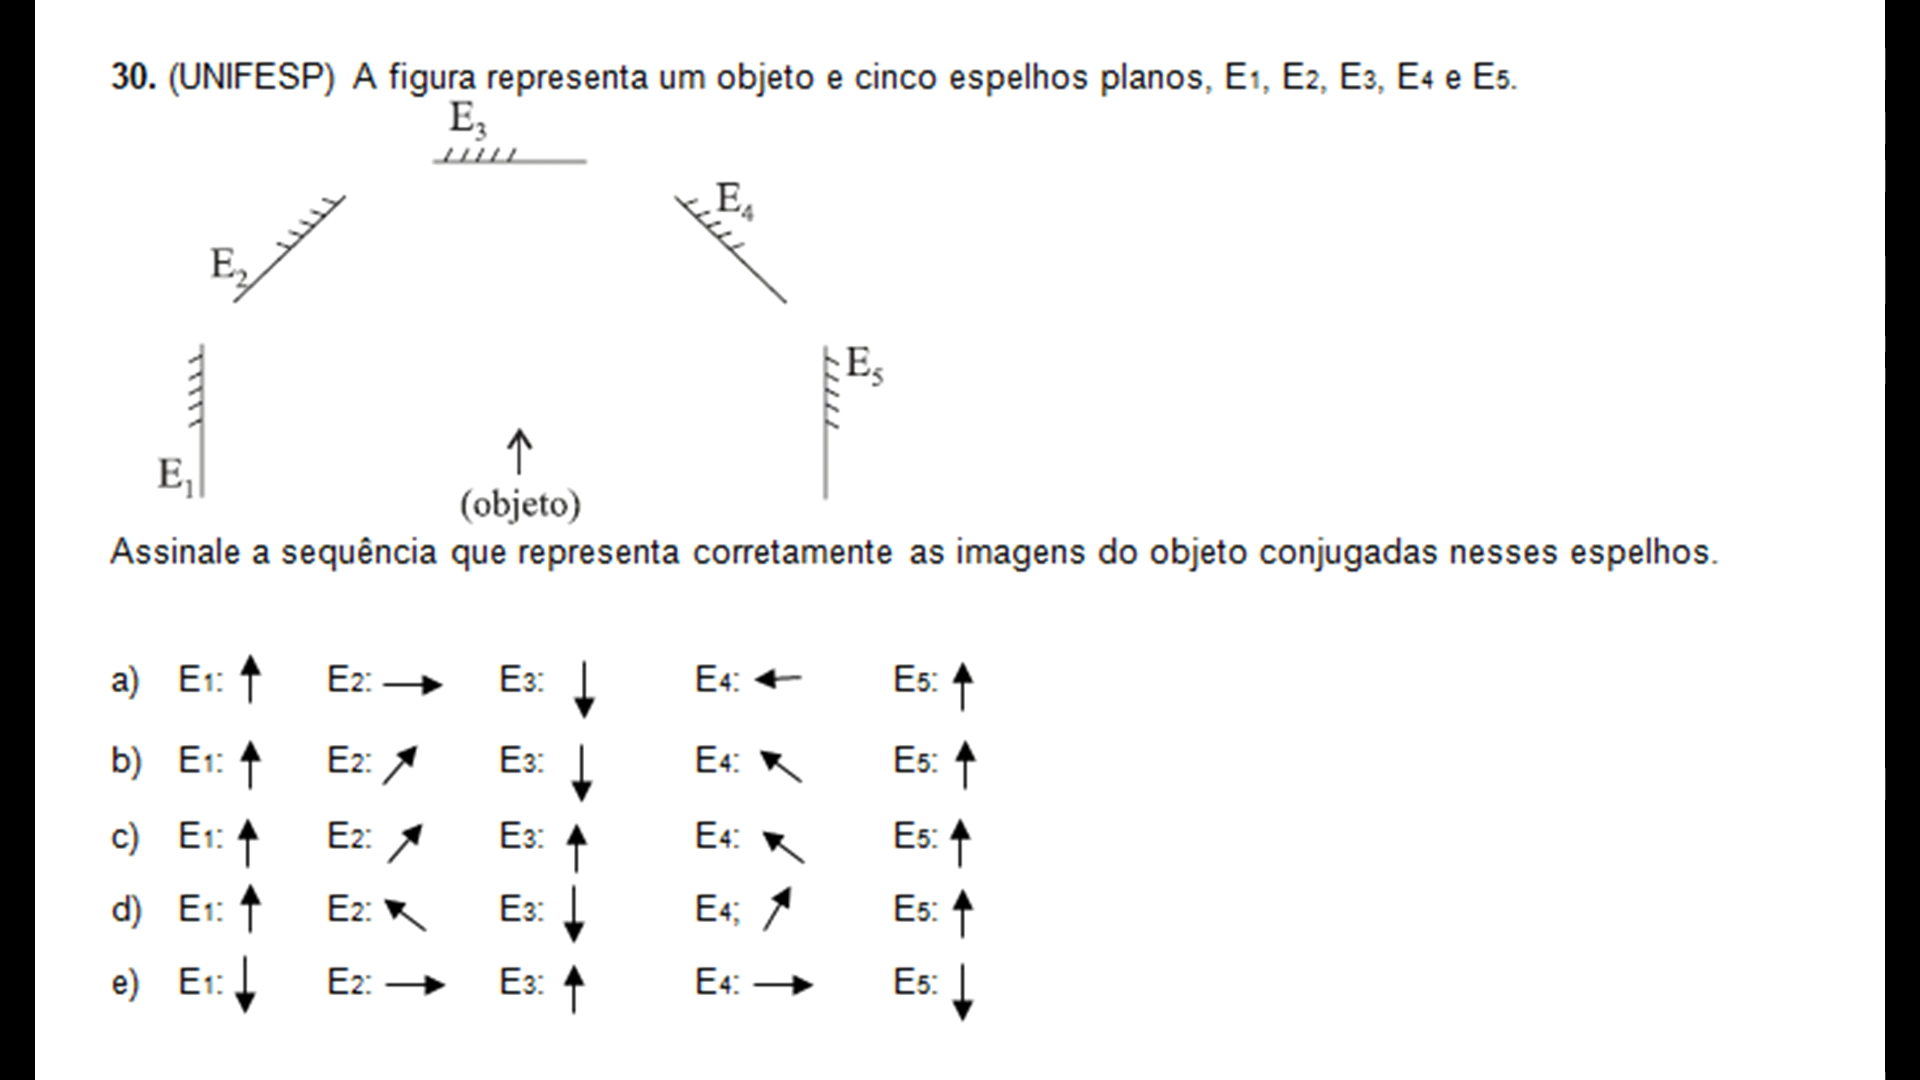 30. (UNIFESP) A figura representa um objeto e cinco espelhos planos, E1, E2, E3, E4 e E5.
E3
E4
E2
E5
E1
(objeto)
Assinale a sequência que representa corretamente as imagens do objeto conjugadas nesses espelhos.
a) E1: ↑ E2: → E3: ↓ E4: ← E5: ↑
b) E1: ↑ E2: ↗ E3: ↓ E4: ↖ E5: ↑
c) E1: ↑ E2: ↗ E3: ↑ E4: ↖ E5: ↑
d) E1: ↑ E2: ↖ E3: ↓ E4; ↗ E5: ↑
e) E1: ↓ E2: → E3: ↑ E4: → E5: ↓